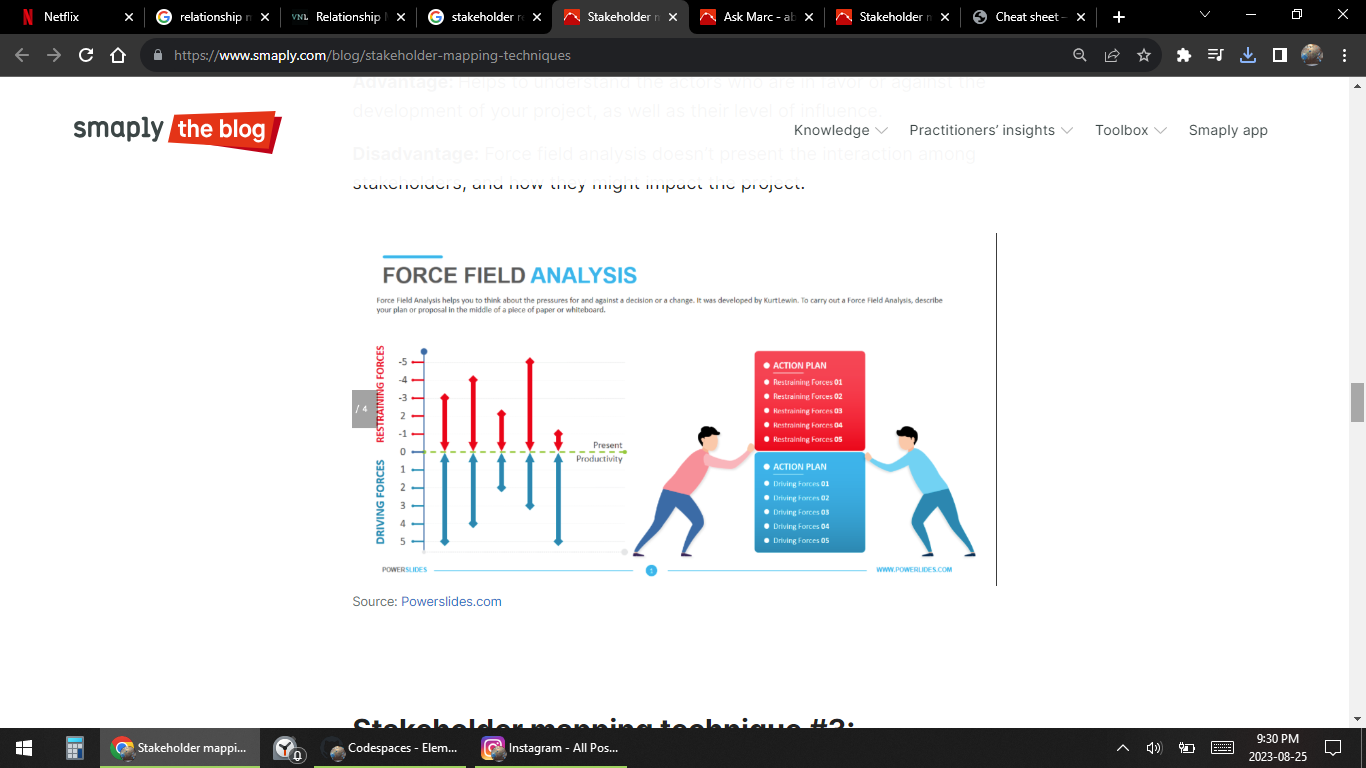 Netflix
relationship n
VNL
Relationship
stakeholder re
Stakeholder m
Ask Marc - ab
Stakeholder m
Cheat sheet –
https://www.smaply.com/blog/stakeholder-mapping-techniques
Advantage: Helps to understand the actors who are in favor or against the
development of your project, as well as their level of influence.
smaply the blog
Knowledge
Practitioners' insights
Toolbox
Smaply app
Disadvantage: Force field analysis doesn't present the interaction among
stakeholders, and how they might impact the project.
FORCE FIELD ANALYSIS
Force Field Analysis helps you to think about the pressures for and against a decision or a change. It was developed by KurtLewin. To carry out a Force Field Analysis, describe
your plan or proposal in the middle of a piece of paper or whiteboard.
RESTRAINING FORCES
-5
-4
-3
2
-1
0
1
2
3
4
5
DRIVING FORCES
/ 4
Present
Productivity
ACTION PLAN
Restraining Forces 01
Restraining Forces 02
Restraining Forces 03
Restraining Forces 04
Restraining Forces 05
ACTION PLAN
Driving Forces 01
Driving Forces 02
Driving Forces 03
Driving Forces 04
Driving Forces 05
POWERSLIDES
1
WWW.POWERLIDES.COM
Source: Powerslides.com
Stakeholder mapping technique #3:
Stakeholder mappi...
0
Codespaces - Elem...
Instagram - All Pos...
9:30 PM
2023-08-25